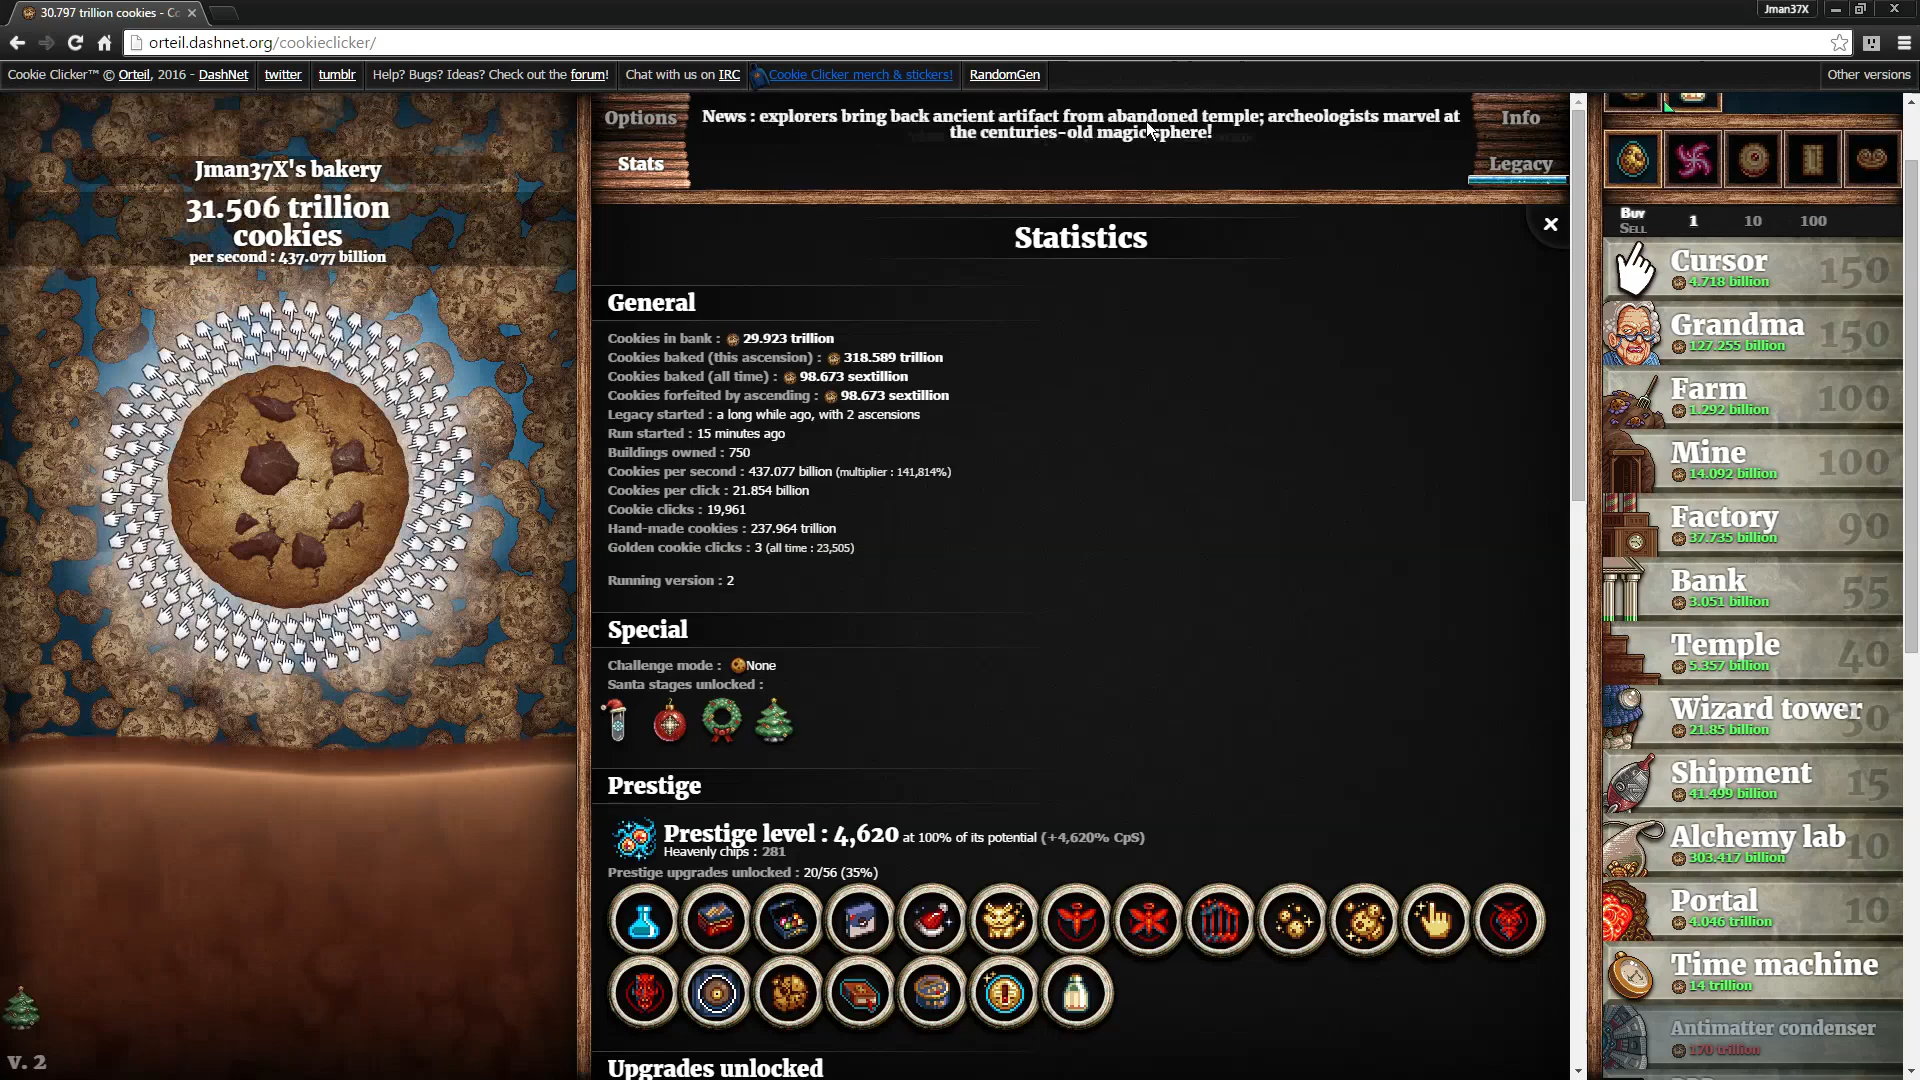 30.797 trillion cookies - Co
Jman37X
orteil.dashnet.org/cookieclicker/
Cookie Clicker™ © Orteil, 2016 - DashNet
twitter
tumblr
Help? Bugs? Ideas? Check out the forum!
Chat with us on IRC
Cookie Clicker merch & stickers!
RandomGen
Other versions
Jman37X's bakery
31.506 trillion
cookies
per second : 437.077 billion
v. 2
Options
Stats
News : explorers bring back ancient artifact from abandoned temple; archeologists marvel at
the centuries-old magic sphere!
Info
Legacy
Statistics
General
Cookies in bank : 29.923 trillion
Cookies baked (this ascension) : 318.589 trillion
Cookies baked (all time) : 98.673 sextillion
Cookies forfeited by ascending : 98.673 sextillion
Legacy started : a long while ago, with 2 ascensions
Run started : 15 minutes ago
Buildings owned : 750
Cookies per second : 437.077 billion (multiplier : 141,814%)
Cookies per click : 21.854 billion
Cookie clicks : 19,961
Hand-made cookies : 237.964 trillion
Golden cookie clicks : 3 (all time : 23,505)
Running version : 2
Special
Challenge mode : None
Santa stages unlocked :
Prestige
Prestige level : 4,620 at 100% of its potential (+4,620% CpS)
Heavenly chips : 281
Prestige upgrades unlocked : 20/56 (35%)
Upgrades unlocked
Buy
Sell
1 10 100
Cursor 150
4.718 billion
Grandma 150
127.255 billion
Farm 100
1.292 billion
Mine 100
14.092 billion
Factory 90
37.735 billion
Bank 55
3.051 billion
Temple 40
5.357 billion
Wizard tower 30
21.85 billion
Shipment 15
41.499 billion
Alchemy lab 10
303.417 billion
Portal 10
4.046 trillion
Time machine
14 trillion
Antimatter condenser
170 trillion